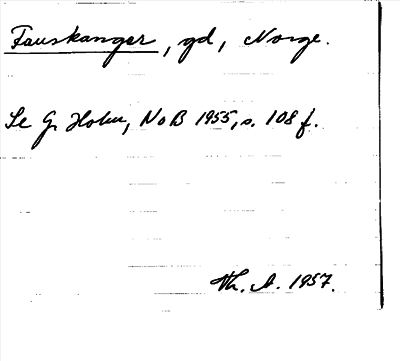 Fauskanger, gd, Norge.
Se G. Holm, NoB 1955, s. 108 f.
Th. A. 1957.